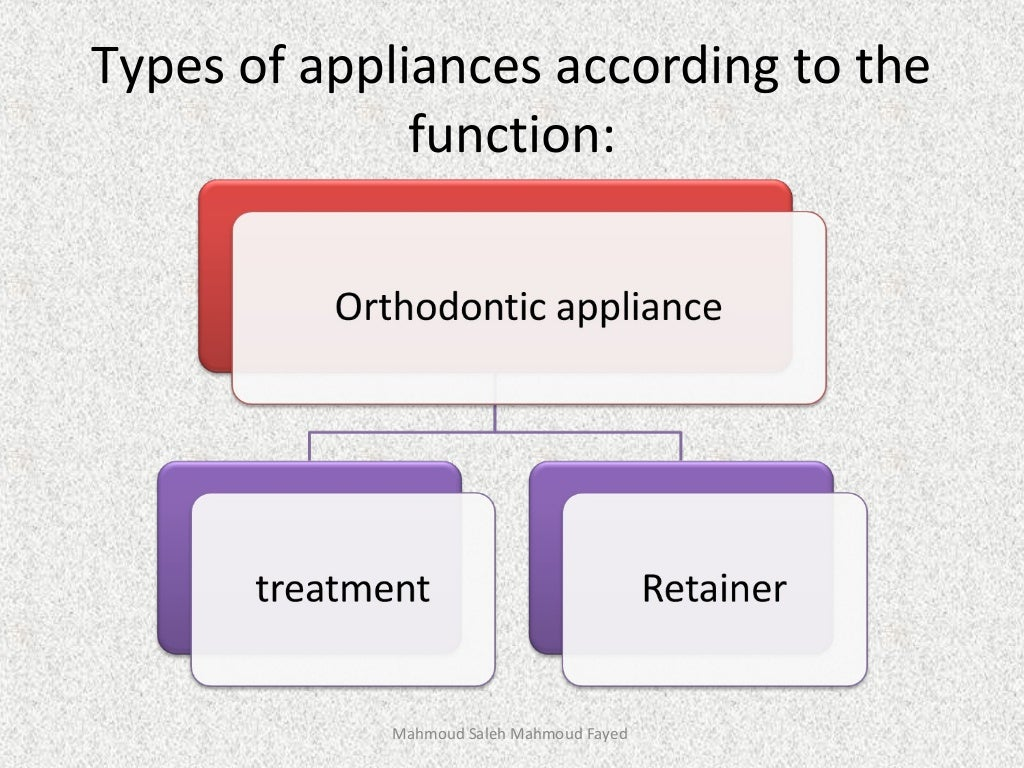 Types of appliances according to the
function:
Orthodontic appliance
treatment
Retainer
Mahmoud Saleh Mahmoud Fayed